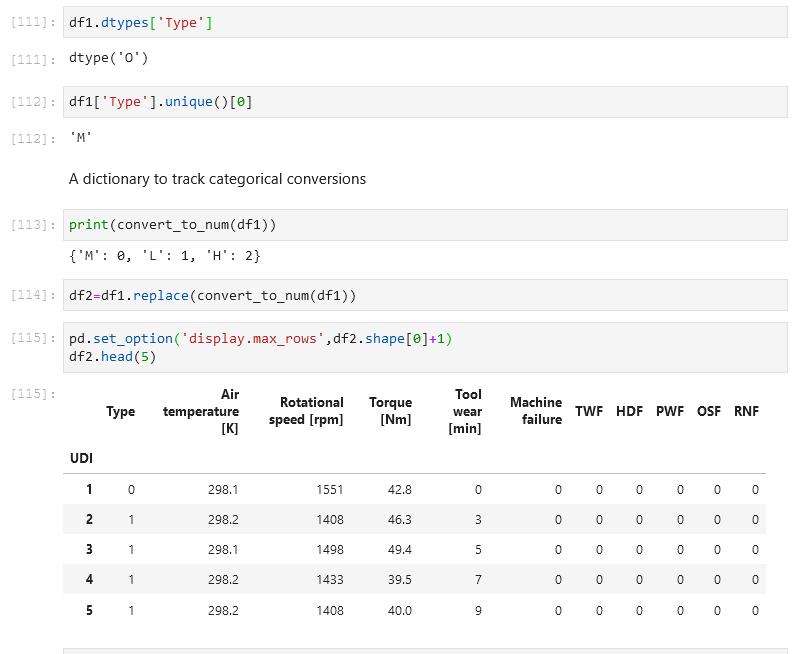 [111]: df1.dtypes['Type']
[111]: dtype('O')
[112]: df1['Type'].unique()[0]
[112]: 'M'
A dictionary to track categorical conversions
[113]: print(convert_to_num(df1))
{'M': 0, 'L': 1, 'H': 2}
[114]: df2=df1.replace(convert_to_num(df1))
[115]: pd.set_option('display.max_rows',df2.shape[0]+1)
df2.head(5)
[115]:
Type Air temperature [K] Rotational speed [rpm] Torque [Nm] Tool wear [min] Machine failure TWF HDF PWF OSF RNF
UDI
1 0 298.1 1551 42.8 0 0 0 0 0 0 0
2 1 298.2 1408 46.3 3 0 0 0 0 0 0
3 1 298.1 1498 49.4 5 0 0 0 0 0 0
4 1 298.2 1433 39.5 7 0 0 0 0 0 0
5 1 298.2 1408 40.0 9 0 0 0 0 0 0